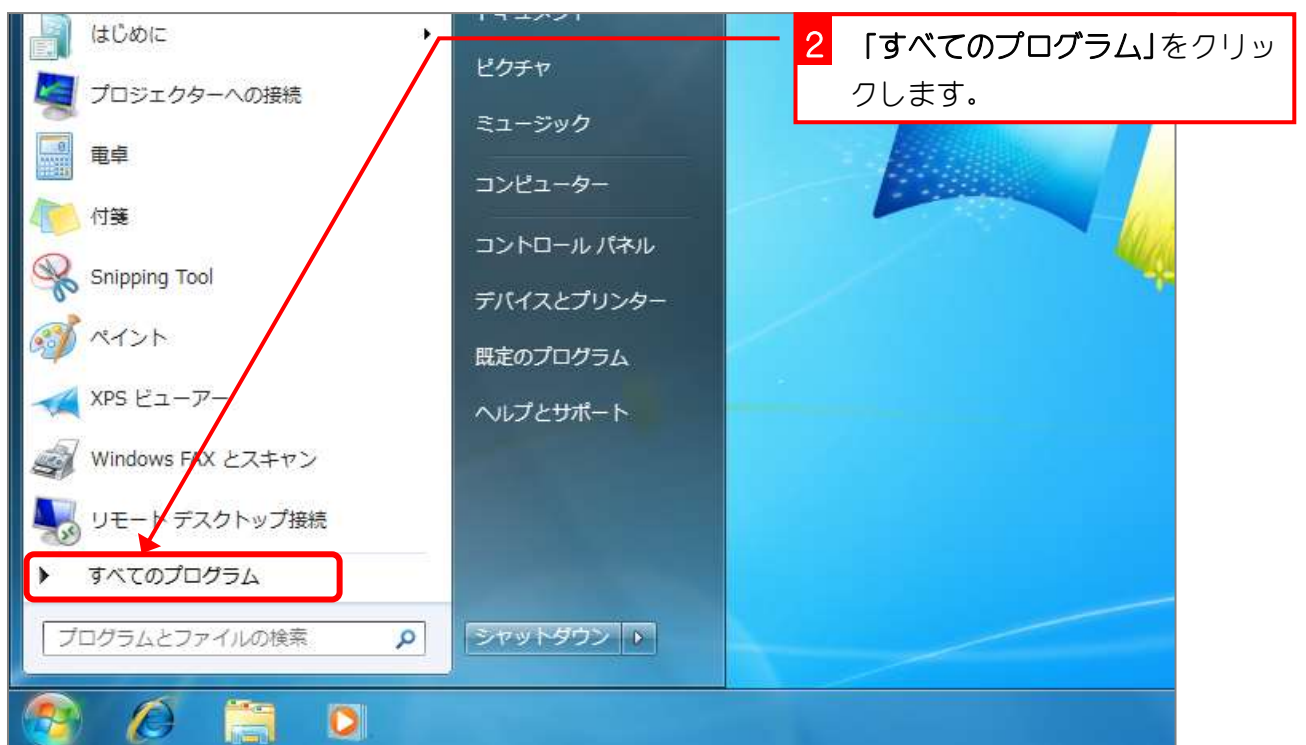 はじめに
プロジェクターへの接続
電卓
付箋
Snipping Tool
ペイント
XPS ビューアー
Windows FAX とスキャン
リモート デスクトップ接続
すべてのプログラム
プログラムとファイルの検索
ドキュメント
ピクチャ
ミュージック
コンピューター
コントロール パネル
デバイスとプリンター
既定のプログラム
ヘルプとサポート
シャットダウン
2 「すべてのプログラム」をクリッ
クします。